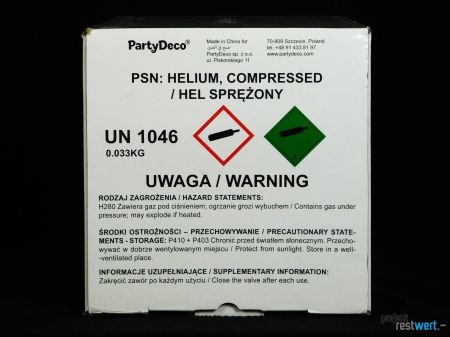 PartyDeco®
Made in China for
صنع في الصين
PartyDeco sp. z o.o.
ul. Piskorskiego 11
70-809 Szczecin, Poland
tel. +48 91 433 81 97
www.partydeco.com
PSN: HELIUM, COMPRESSED
/ HEL SPRĘŻONY
UN 1046
0.033KG
2
UWAGA / WARNING
RODZAJ ZAGROŻENIA / HAZARD STATEMENTS:
H280 Zawiera gaz pod ciśnieniem; ogrzanie grozi wybuchem / Contains gas under
pressure; may explode if heated.
ŚRODKI OSTROŻNOŚCI – PRZECHOWYWANIE / PRECAUTIONARY STATE-
MENTS - STORAGE: P410 + P403 Chronić przed światłem słonecznym. Przecho-
wywać w dobrze wentylowanym miejscu / Protect from sunlight. Store in a well-
-ventilated place.
INFORMACJE UZUPEŁNIAJĄCE / SUPPLEMENTARY INFORMATION:
Zakręcić zawór po każdym użyciu / Close the valve after each use.
projekt
restwert.–